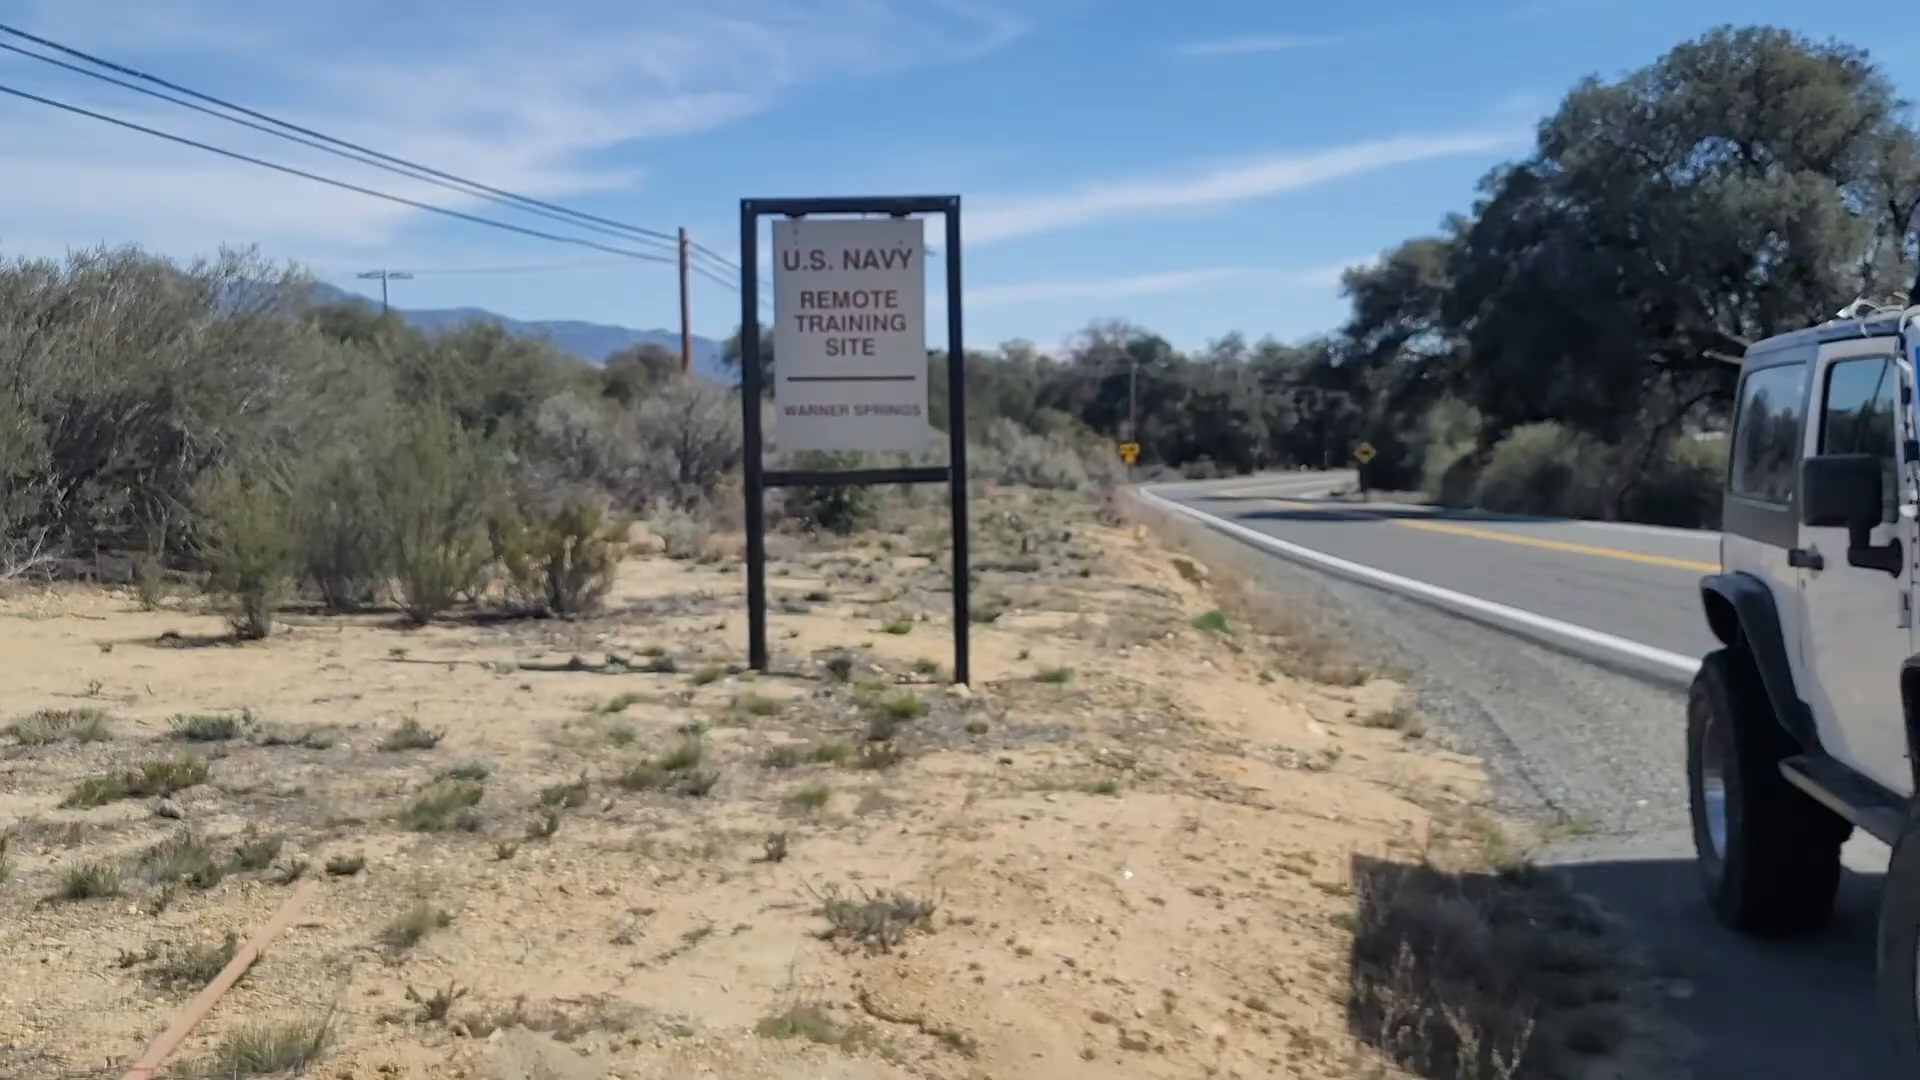 U.S. NAVY
REMOTE
TRAINING
SITE
WARNER SPRINGS